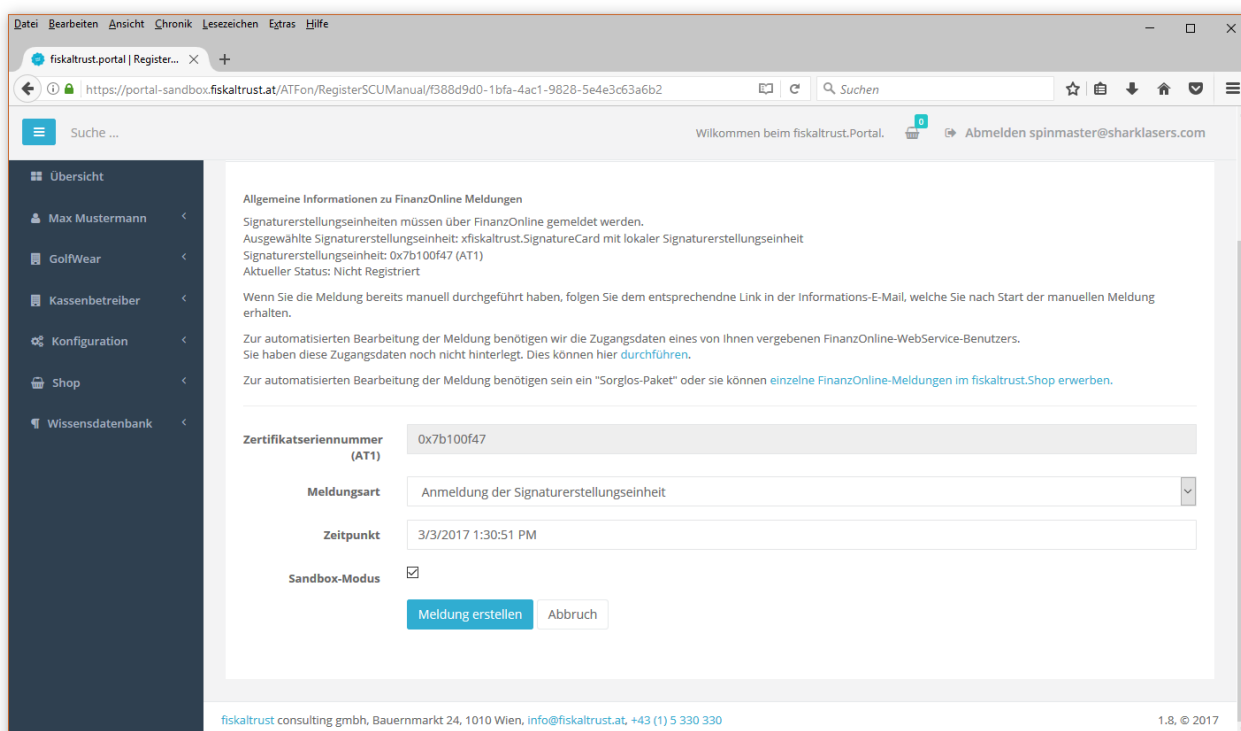 Datei Bearbeiten Ansicht Chronik Lesezeichen Extras Hilfe
fiskaltrust.portal | Register...
https://portal-sandbox.fiskaltrust.at/ATFon/RegisterSCUManual/f388d9d0-1bfa-4ac1-9828-5e4e3c63a6b2
Suchen
Suche ...
Willkommen beim fiskaltrust.Portal.
0
Abmelden spinmaster@sharklasers.com
Übersicht
Max Mustermann
GolfWear
Kassenbetreiber
Konfiguration
Shop
Wissensdatenbank
Allgemeine Informationen zu FinanzOnline Meldungen
Signaturerstellungseinheiten müssen über FinanzOnline gemeldet werden.
Ausgewählte Signaturerstellungseinheit: xfiskaltrust.SignatureCard mit lokaler Signaturerstellungseinheit
Signaturerstellungseinheit: 0x7b100f47 (AT1)
Aktueller Status: Nicht Registriert
Wenn Sie die Meldung bereits manuell durchgeführt haben, folgen Sie dem entsprechendne Link in der Informations-E-Mail, welche Sie nach Start der manuellen Meldung
erhalten.
Zur automatisierten Bearbeitung der Meldung benötigen wir die Zugangsdaten eines von Ihnen vergebenen FinanzOnline-WebService-Benutzers.
Sie haben diese Zugangsdaten noch nicht hinterlegt. Dies können hier durchführen.
Zur automatisierten Bearbeitung der Meldung benötigen sein ein "Sorglos-Paket" oder sie können einzelne FinanzOnline-Meldungen im fiskaltrust.Shop erwerben.
Zertifikatseriennummer
(AT1)
0x7b100f47
Meldungsart
Anmeldung der Signaturerstellungseinheit
Zeitpunkt
3/3/2017 1:30:51 PM
Sandbox-Modus
Meldung erstellen
Abbruch
fiskaltrust consulting gmbh, Bauernmarkt 24, 1010 Wien, info@fiskaltrust.at, +43 (1) 5 330 330
1.8, © 2017